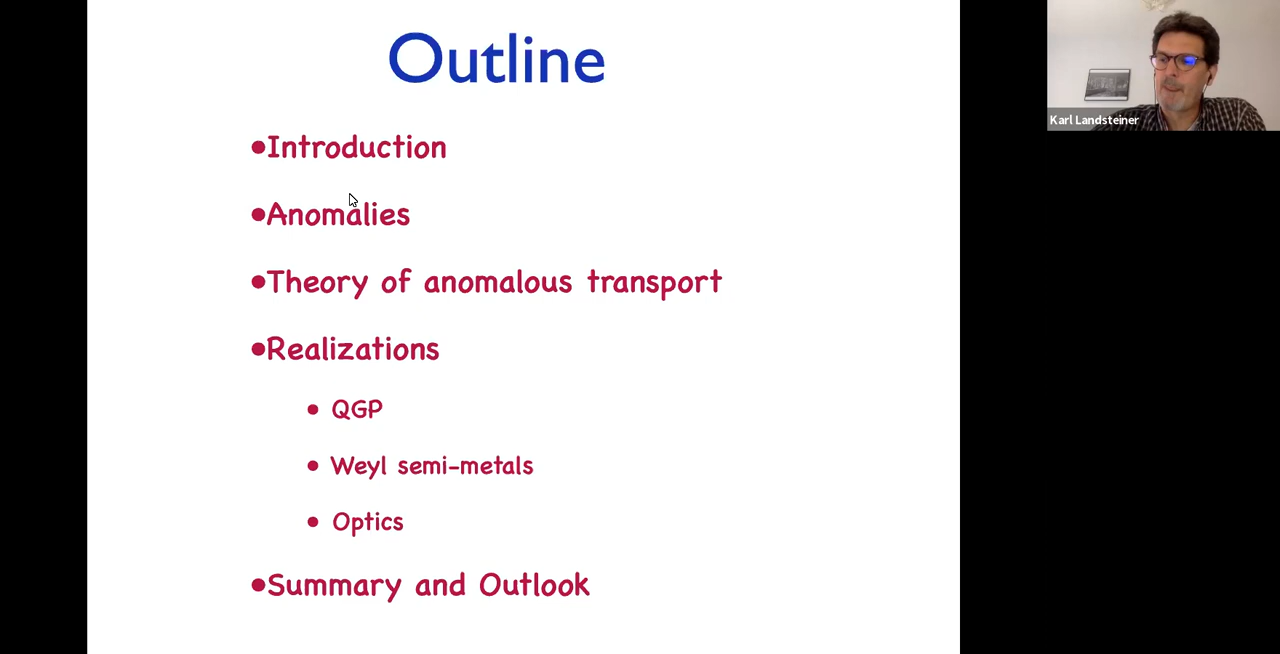 Outline
•Introduction
•Anomalies
•Theory of anomalous transport
•Realizations
• QGP
• Weyl semi-metals
• Optics
•Summary and Outlook
Karl Landsteiner